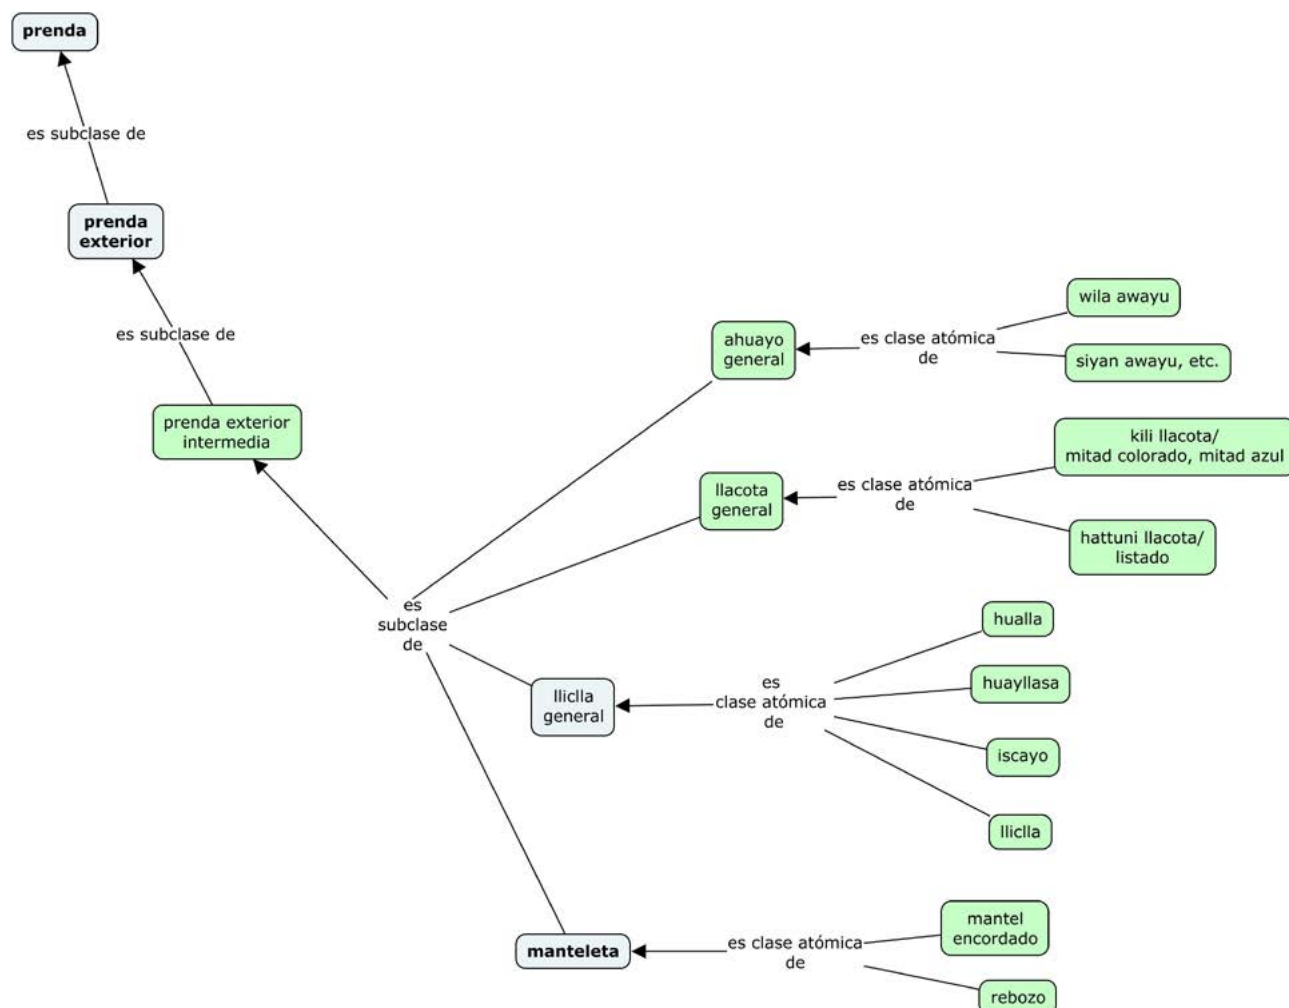 prenda
es subclase de
prenda
exterior
es subclase de
prenda exterior
intermedia
es
subclase
de
ahuayo
general
es clase atómica
de
wila awayu
siyan awayu, etc.
llacota
general
es clase atómica
de
kili llacota/
mitad colorado, mitad azul
hattuni llacota/
listado
lliclla
general
es
clase atómica
de
hualla
huayllasa
iscayo
lliclla
manteleta
es clase atómica
de
mantel
encordado
rebozo